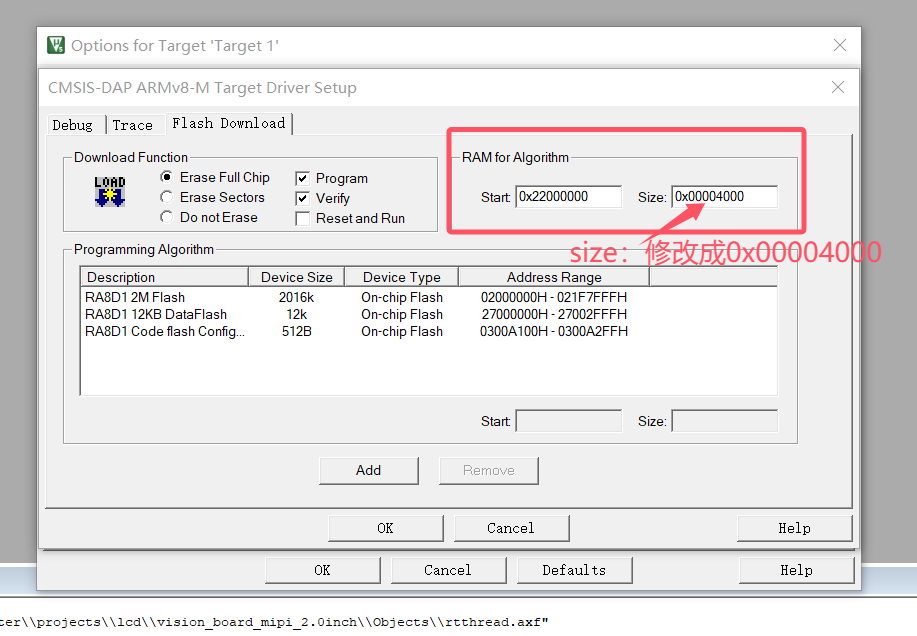 Options for Target 'Target 1'
CMSIS-DAP ARMv8-M Target Driver Setup
Debug Trace Flash Download
Download Function
LOAD
Erase Full Chip
Erase Sectors
Do not Erase
Program
Verify
Reset and Run
RAM for Algorithm
Start: 0x22000000 Size: 0x00004000
size：修改成0x00004000
Programming Algorithm
Description Device Size Device Type Address Range
RA8D1 2M Flash 2016k On-chip Flash 02000000H - 021F7FFFH
RA8D1 12KB DataFlash 12k On-chip Flash 27000000H - 27002FFFH
RA8D1 Code flash Config... 512B On-chip Flash 0300A100H - 0300A2FFH
Start: Size:
Add Remove
OK Cancel Help
OK Cancel Defaults Help
ter\\projects\\lcd\\vision_board_mipi_2.0inch\\Objects\\rtthread.axf"